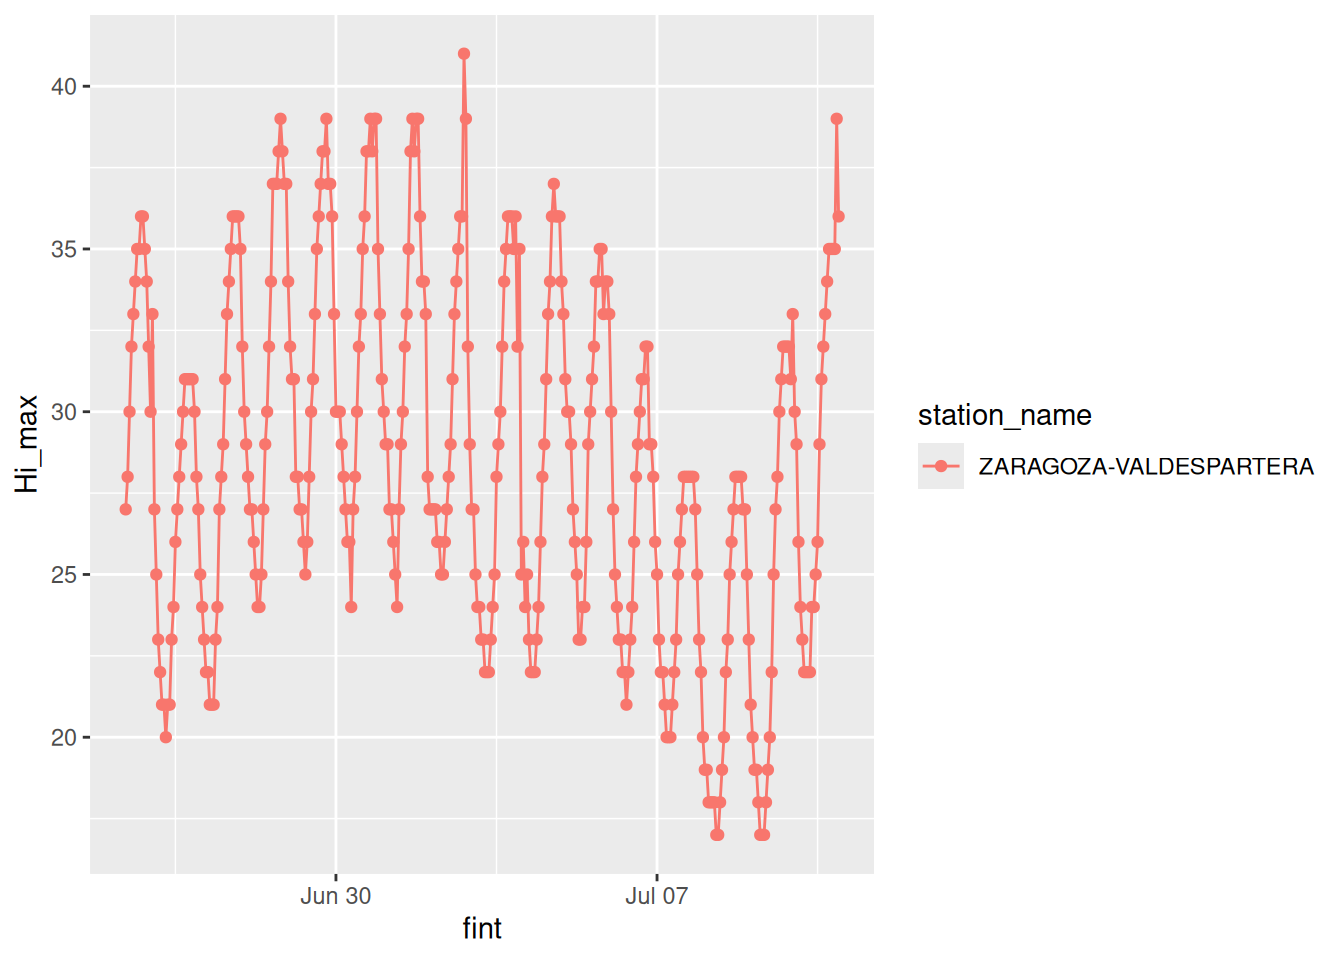 40
35
30
25
20
Hi_max
Jun 30
Jul 07
fint
station_name
ZARAGOZA-VALDESPARTERA